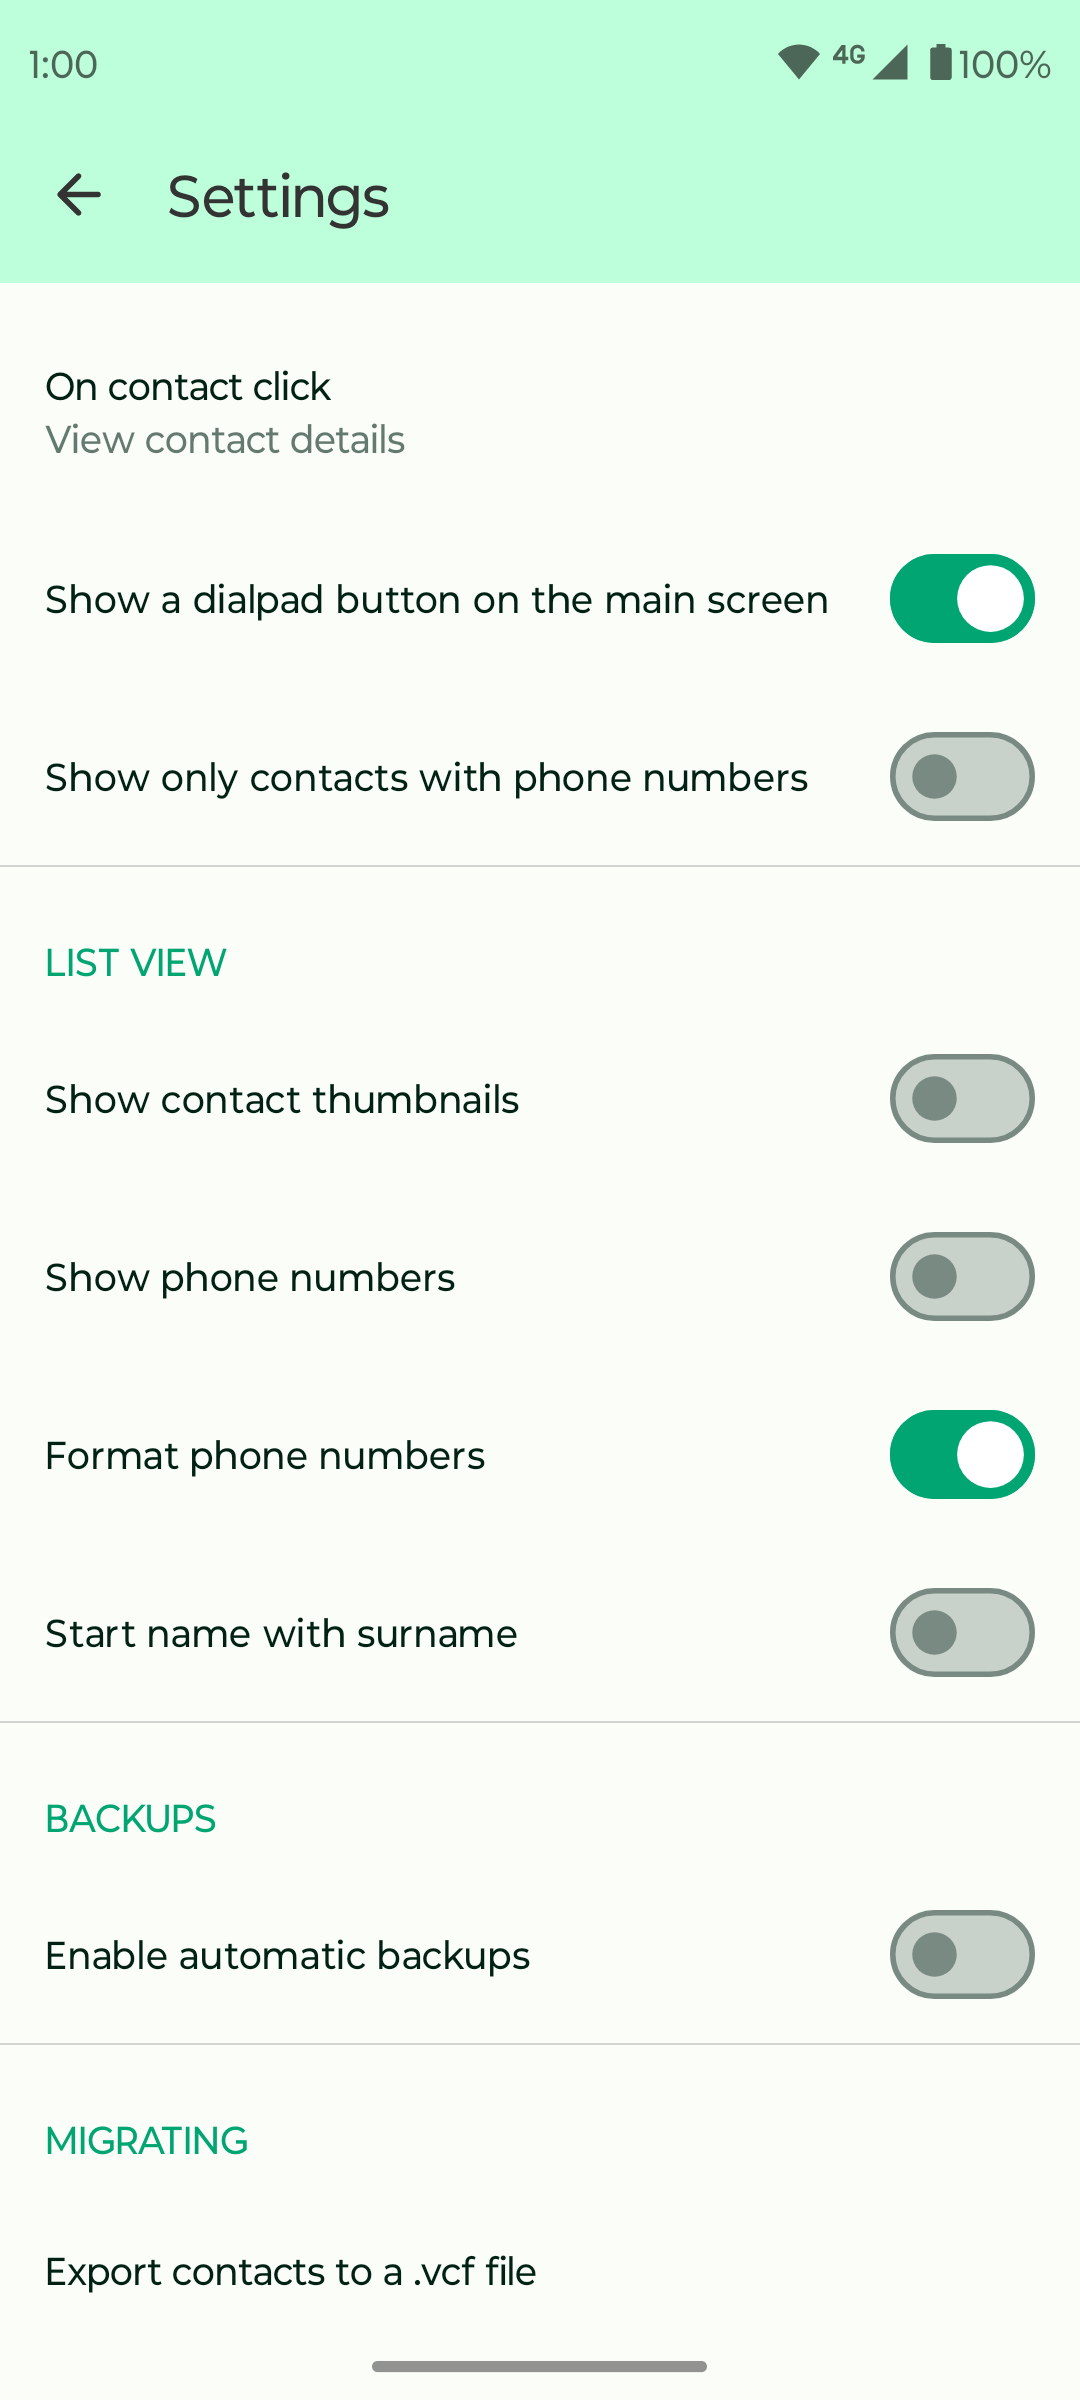 1:00
4G
100%
Settings
On contact click
View contact details
Show a dialpad button on the main screen
Show only contacts with phone numbers
LIST VIEW
Show contact thumbnails
Show phone numbers
Format phone numbers
Start name with surname
BACKUPS
Enable automatic backups
MIGRATING
Export contacts to a .vcf file